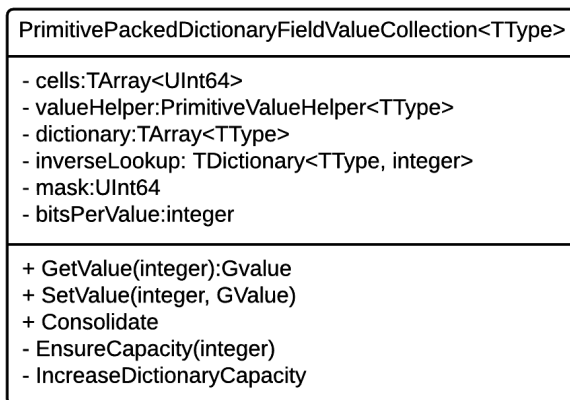 PrimitivePackedDictionaryFieldValueCollection<TType>
- cells:TArray<UInt64>
- valueHelper:PrimitiveValueHelper<TType>
- dictionary:TArray<TType>
- inverseLookup: TDictionary<TType, integer>
- mask:UInt64
- bitsPerValue:integer
+ GetValue(integer):Gvalue
+ SetValue(integer, GValue)
+ Consolidate
- EnsureCapacity(integer)
- IncreaseDictionaryCapacity